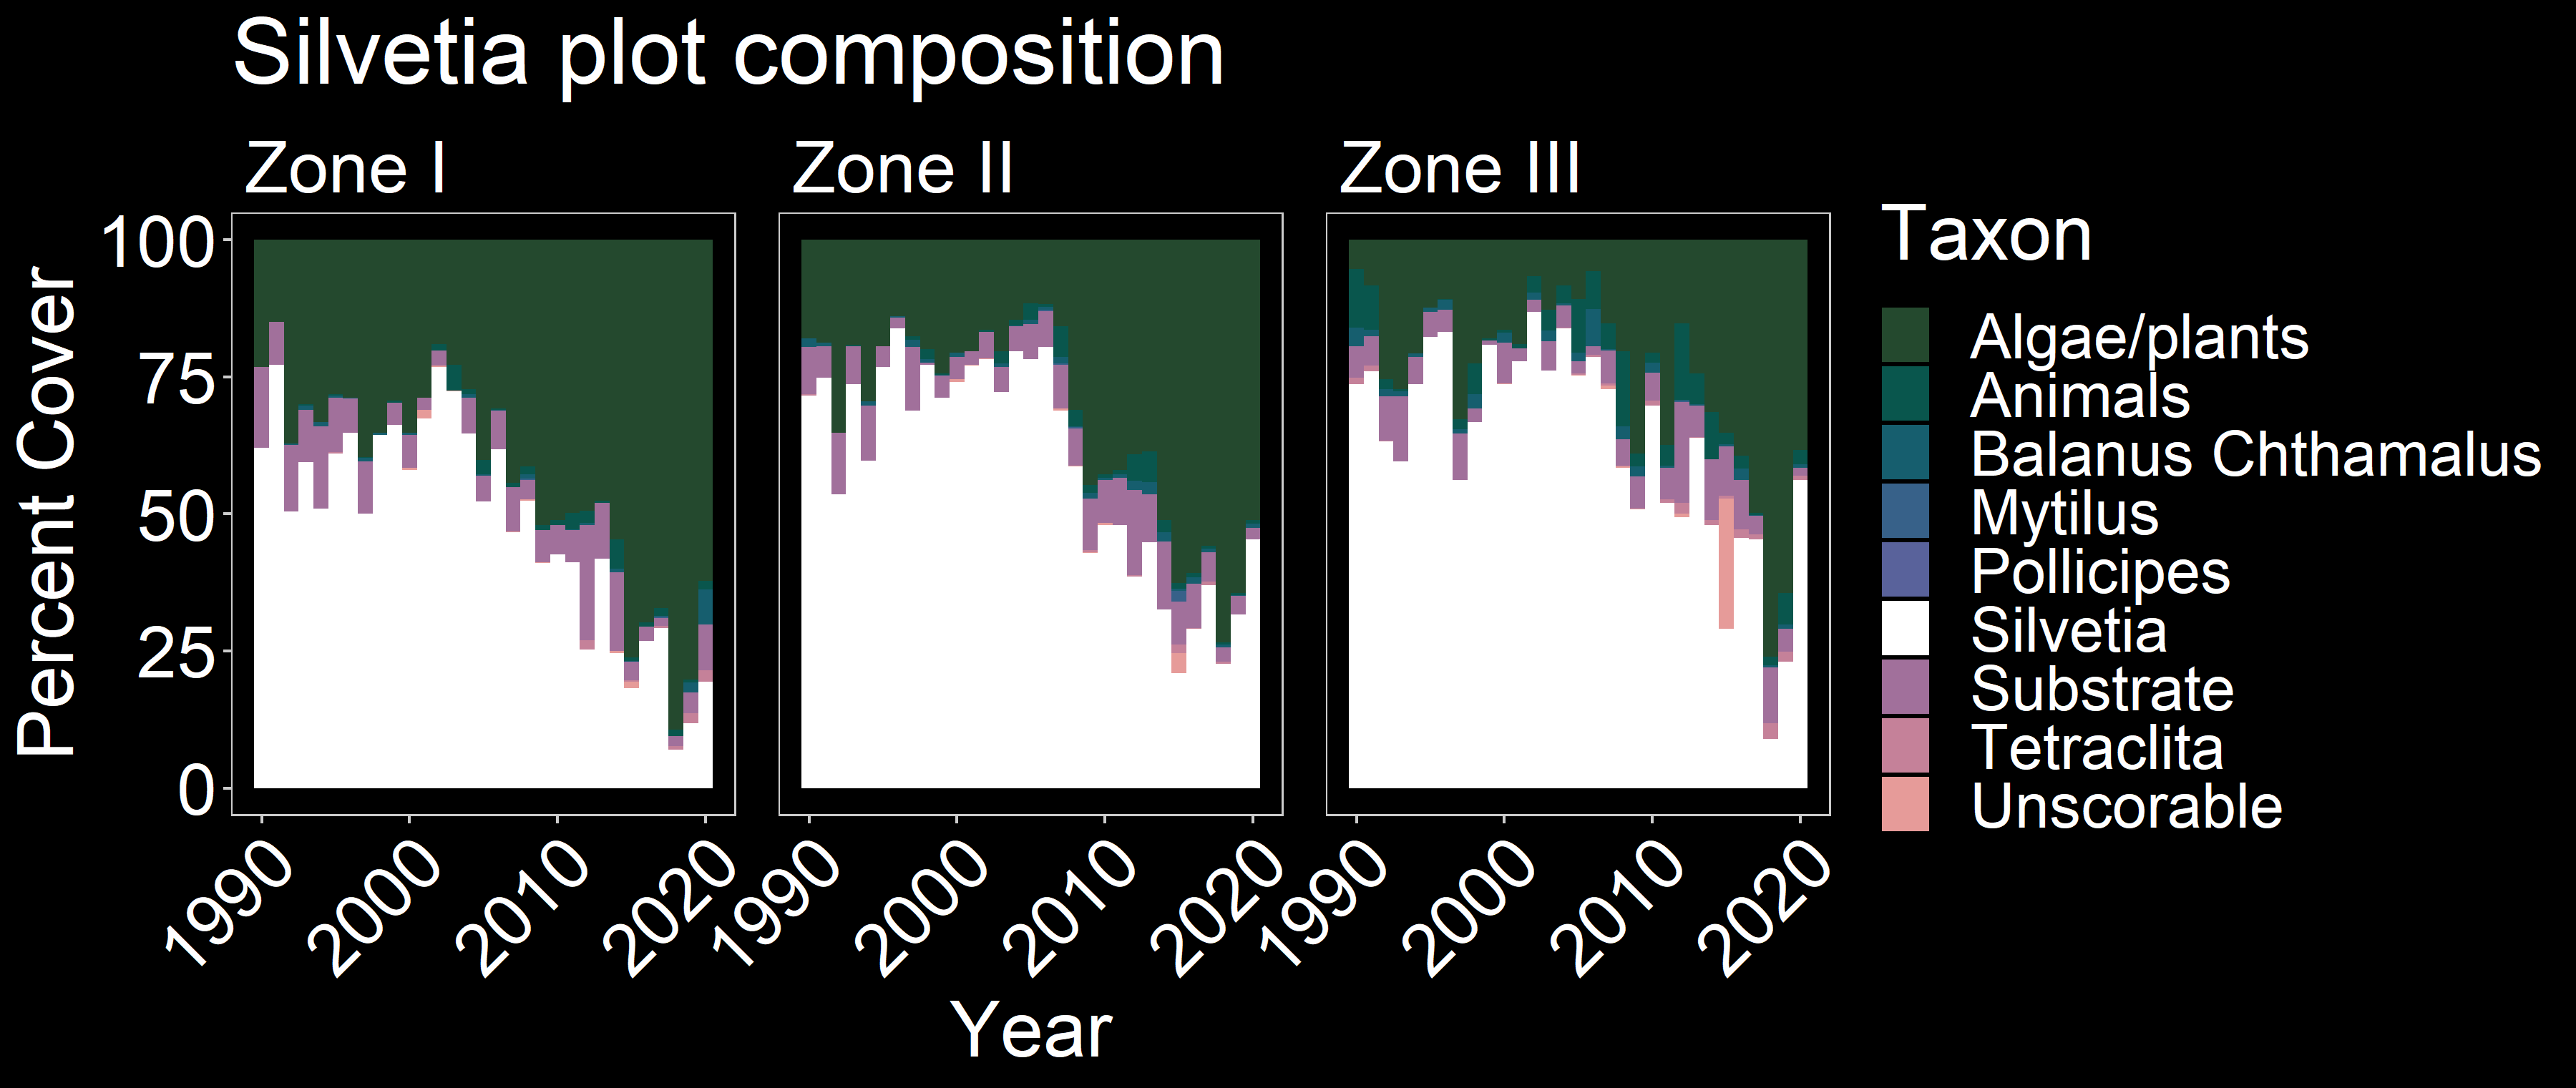 Silvetia plot composition
Zone I
Zone II
Zone III
Percent Cover
100
75
50
25
0
1990
2000
2010
2020
1990
2000
2010
2020
1990
2000
2010
2020
Year
Taxon
Algae/plants
Animals
Balanus Chthamalus
Mytilus
Pollicipes
Silvetia
Substrate
Tetraclita
Unscorable